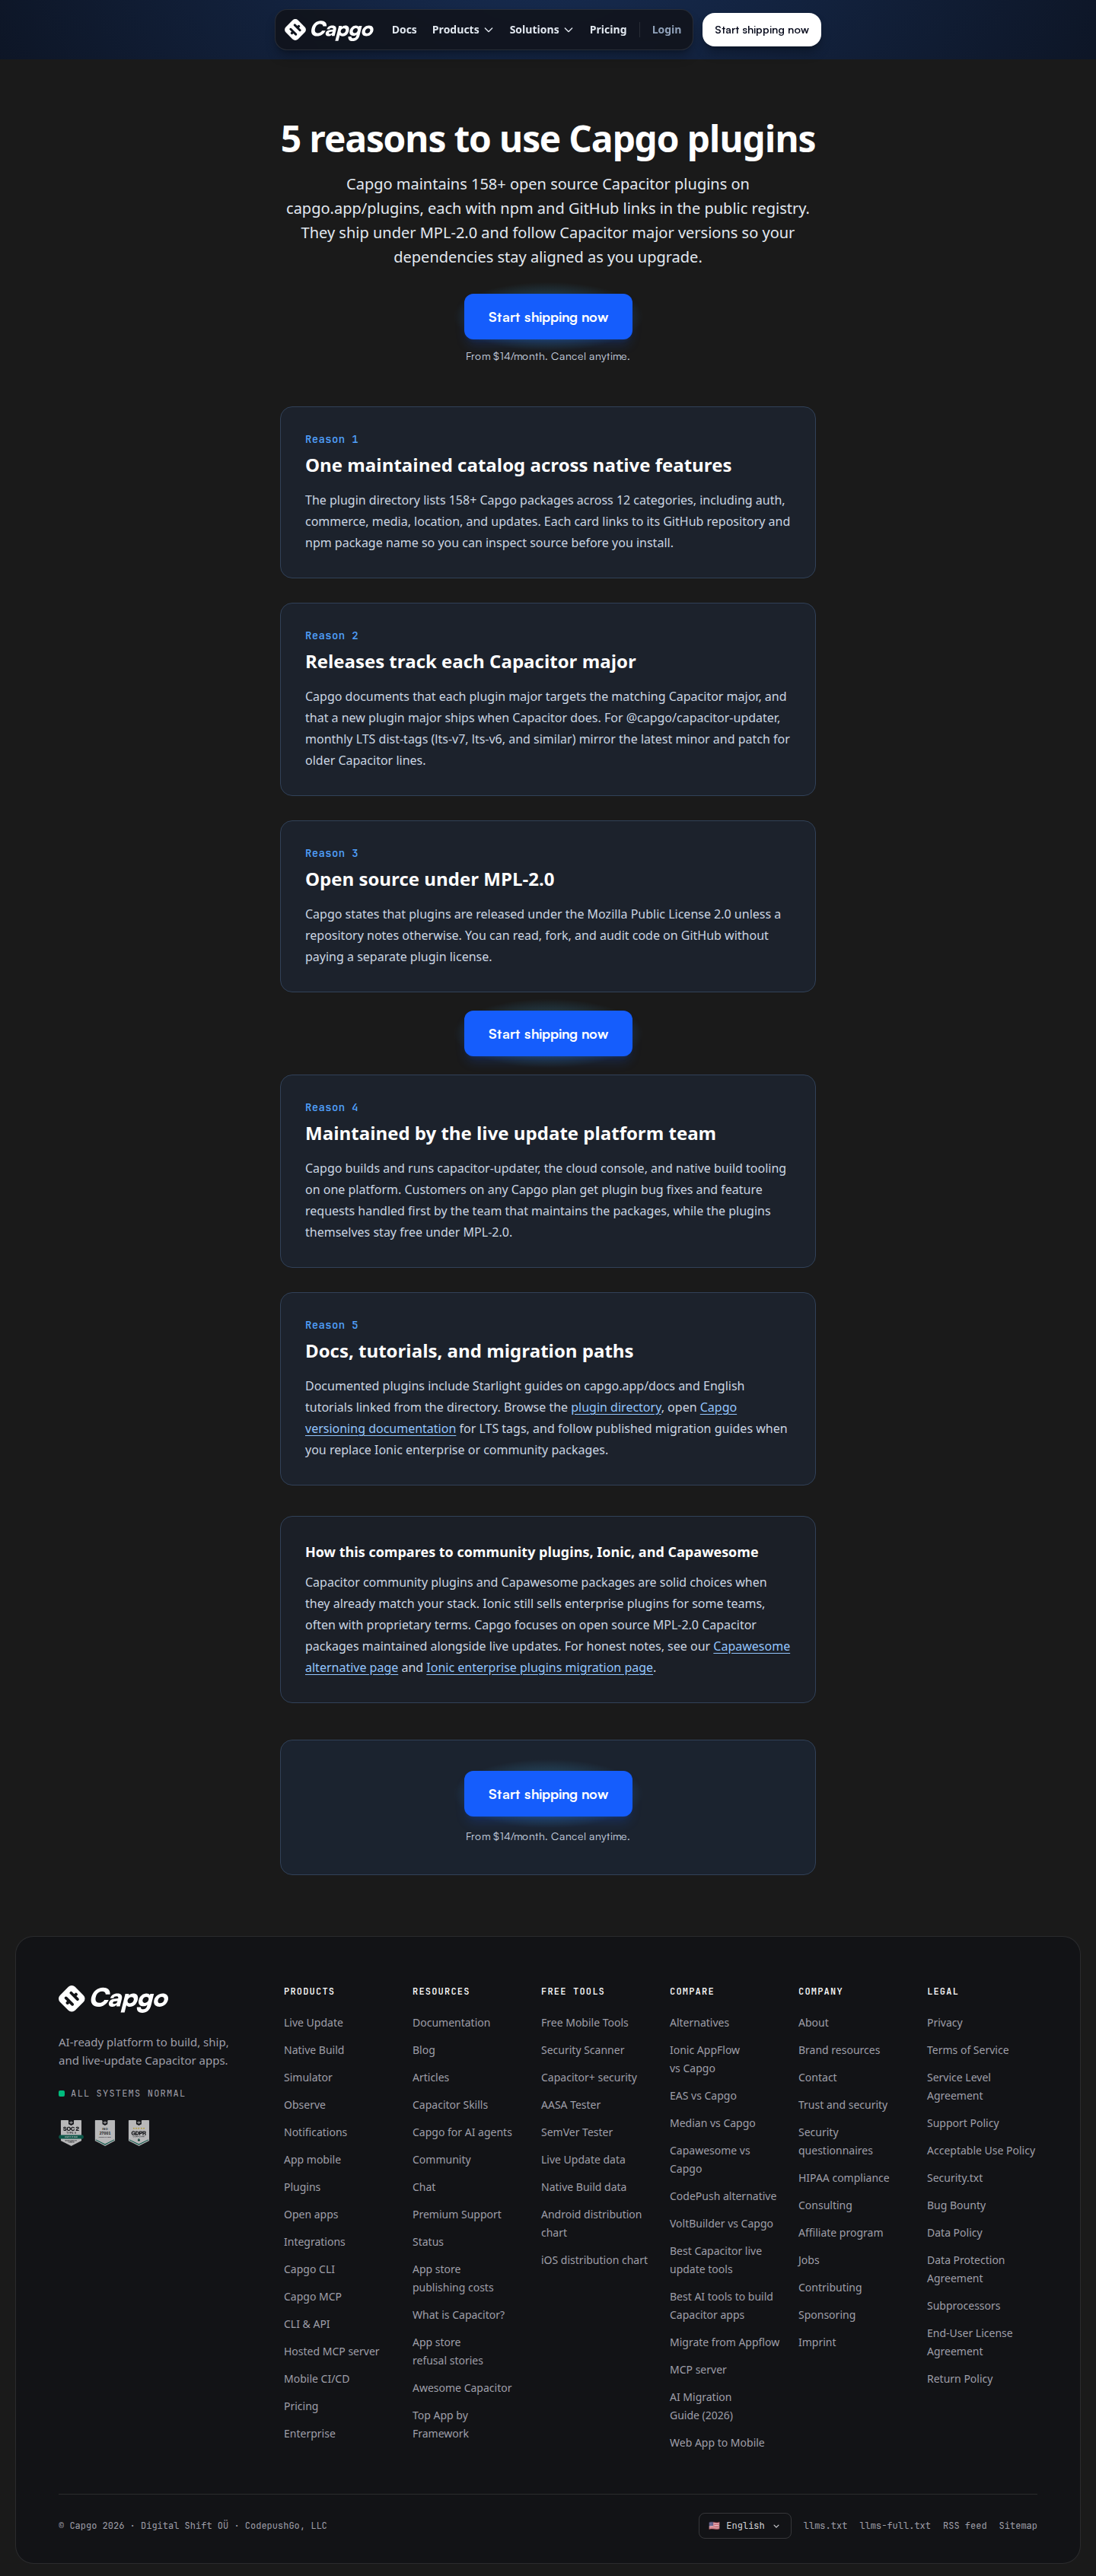 Capgo
Docs
Products
Solutions
Pricing
Login
Start shipping now
5 reasons to use Capgo plugins
Capgo maintains 158+ open source Capacitor plugins on
capgo.app/plugins, each with npm and GitHub links in the public registry.
They ship under MPL-2.0 and follow Capacitor major versions so your
dependencies stay aligned as you upgrade.
Start shipping now
From $14/month. Cancel anytime.
Reason 1
One maintained catalog across native features
The plugin directory lists 158+ Capgo packages across 12 categories, including auth,
commerce, media, location, and updates. Each card links to its GitHub repository and
npm package name so you can inspect source before you install.
Reason 2
Releases track each Capacitor major
Capgo documents that each plugin major targets the matching Capacitor major, and
that a new plugin major ships when Capacitor does. For @capgo/capacitor-updater,
monthly LTS dist-tags (lts-v7, lts-v6, and similar) mirror the latest minor and patch for
older Capacitor lines.
Reason 3
Open source under MPL-2.0
Capgo states that plugins are released under the Mozilla Public License 2.0 unless a
repository notes otherwise. You can read, fork, and audit code on GitHub without
paying a separate plugin license.
Start shipping now
Reason 4
Maintained by the live update platform team
Capgo builds and runs capacitor-updater, the cloud console, and native build tooling
on one platform. Customers on any Capgo plan get plugin bug fixes and feature
requests handled first by the team that maintains the packages, while the plugins
themselves stay free under MPL-2.0.
Reason 5
Docs, tutorials, and migration paths
Documented plugins include Starlight guides on capgo.app/docs and English
tutorials linked from the directory. Browse the plugin directory, open Capgo
versioning documentation for LTS tags, and follow published migration guides when
you replace Ionic enterprise or community packages.
How this compares to community plugins, Ionic, and Capawesome
Capacitor community plugins and Capawesome packages are solid choices when
they already match your stack. Ionic still sells enterprise plugins for some teams,
often with proprietary terms. Capgo focuses on open source MPL-2.0 Capacitor
packages maintained alongside live updates. For honest notes, see our Capawesome
alternative page and Ionic enterprise plugins migration page.
Start shipping now
From $14/month. Cancel anytime.
Capgo
AI-ready platform to build, ship,
and live-update Capacitor apps.
ALL SYSTEMS NORMAL
SOC 2
GDPR
PRODUCTS
Live Update
Native Build
Simulator
Observe
Notifications
App mobile
Plugins
Open apps
Integrations
Capgo CLI
Capgo MCP
CLI & API
Hosted MCP server
Mobile CI/CD
Pricing
Enterprise
RESOURCES
Documentation
Blog
Articles
Capacitor Skills
Capgo for AI agents
Community
Chat
Premium Support
Status
App store
publishing costs
What is Capacitor?
App store
refusal stories
Awesome Capacitor
Top App by
Framework
FREE TOOLS
Free Mobile Tools
Security Scanner
Capacitor+ security
AASA Tester
SemVer Tester
Live Update data
Native Build data
Android distribution
chart
iOS distribution chart
COMPARE
Alternatives
Ionic AppFlow
vs Capgo
EAS vs Capgo
Median vs Capgo
Capawesome vs
Capgo
CodePush alternative
VoltBuilder vs Capgo
Best Capacitor live
update tools
Best AI tools to build
Capacitor apps
Migrate from Appflow
MCP server
AI Migration
Guide (2026)
Web App to Mobile
COMPANY
About
Brand resources
Contact
Trust and security
Security
questionnaires
HIPAA compliance
Consulting
Affiliate program
Jobs
Contributing
Sponsoring
Imprint
LEGAL
Privacy
Terms of Service
Service Level
Agreement
Support Policy
Acceptable Use Policy
Security.txt
Bug Bounty
Data Policy
Data Protection
Agreement
Subprocessors
End-User License
Agreement
Return Policy
© Capgo 2026 · Digital Shift OÜ · CodepushGo, LLC
English
llms.txt
llms-full.txt
RSS feed
Sitemap